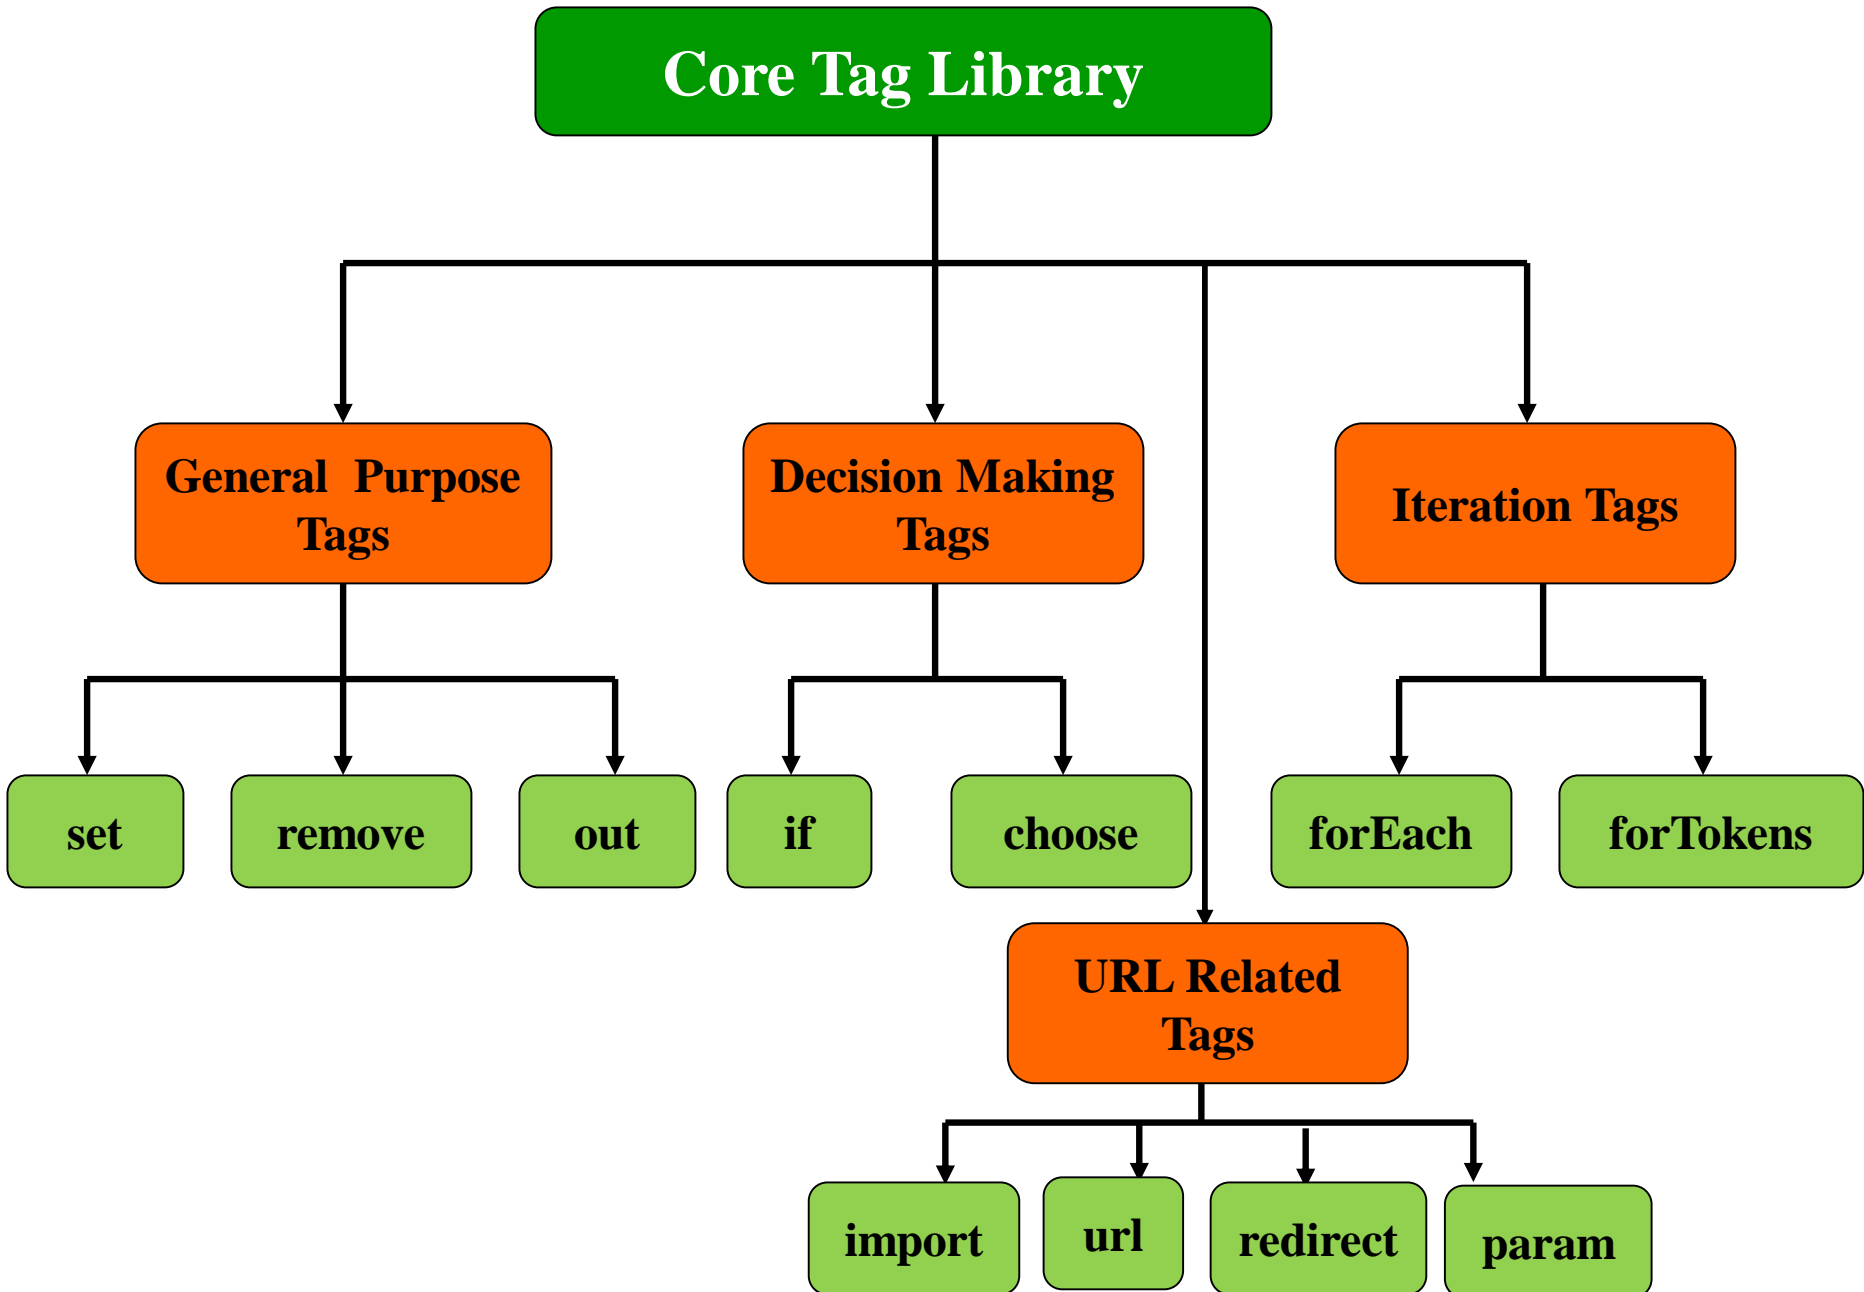 Core Tag Library
General  Purpose
Tags
Decision Making
Tags
Iteration Tags
set
remove
out
if
choose
forEach
forTokens
URL Related
Tags
import
url
redirect
param